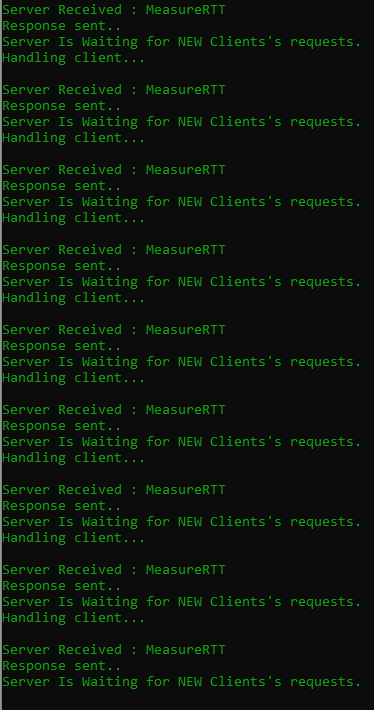 Server Received : MeasureRTT
Response sent..
Server Is Waiting for NEW Clients's requests.
Handling client...
Server Received : MeasureRTT
Response sent..
Server Is Waiting for NEW Clients's requests.
Handling client...
Server Received : MeasureRTT
Response sent..
Server Is Waiting for NEW Clients's requests.
Handling client...
Server Received : MeasureRTT
Response sent..
Server Is Waiting for NEW Clients's requests.
Handling client...
Server Received : MeasureRTT
Response sent..
Server Is Waiting for NEW Clients's requests.
Handling client...
Server Received : MeasureRTT
Response sent..
Server Is Waiting for NEW Clients's requests.
Handling client...
Server Received : MeasureRTT
Response sent..
Server Is Waiting for NEW Clients's requests.
Handling client...
Server Received : MeasureRTT
Response sent..
Server Is Waiting for NEW Clients's requests.
Handling client...
Server Received : MeasureRTT
Response sent..
Server Is Waiting for NEW Clients's requests.